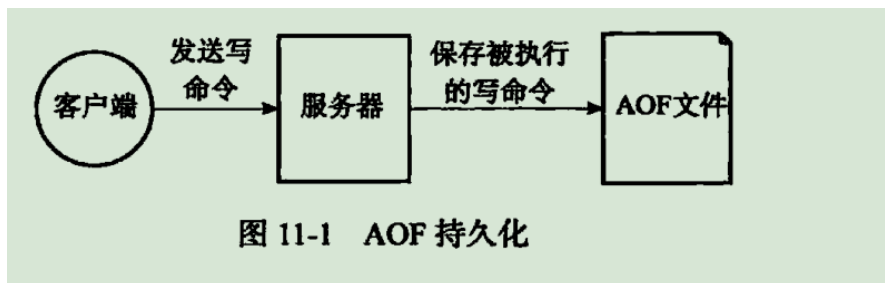 发送写
命令
保存被执行
的写命令
客户端
服务器
AOF文件
图 11-1 AOF 持久化